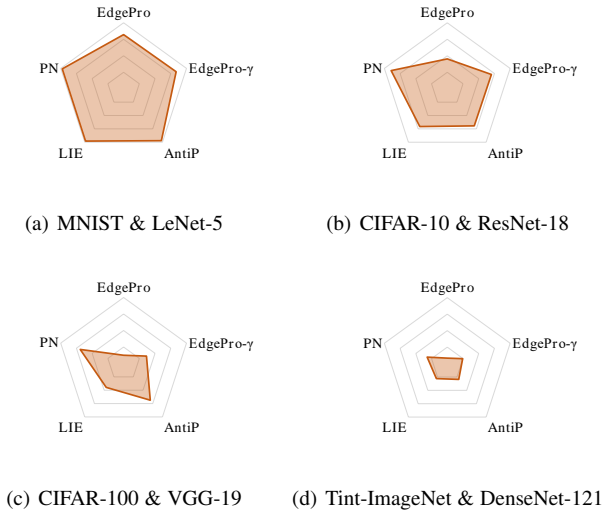 EdgePro
EdgePro
PN
EdgePro-γ
PN
EdgePro-γ
LIE
AntiP
LIE
AntiP
(a) MNIST & LeNet-5
(b) CIFAR-10 & ResNet-18
EdgePro
EdgePro
PN
EdgePro-γ
PN
EdgePro-γ
LIE
AntiP
LIE
AntiP
(c) CIFAR-100 & VGG-19
(d) Tint-ImageNet & DenseNet-121